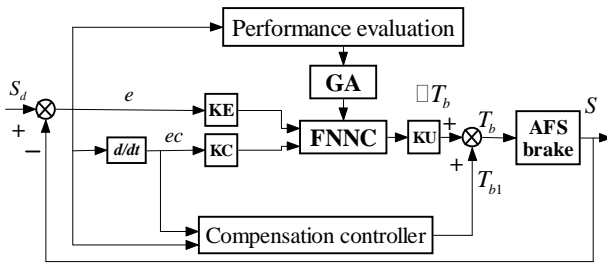 Performance evaluation
GA
S_d
e
KE
□T_b
T_b
S
+
−
d/dt
ec
KC
FNNC
KU
+
+
AFS
brake
T_b1
Compensation controller